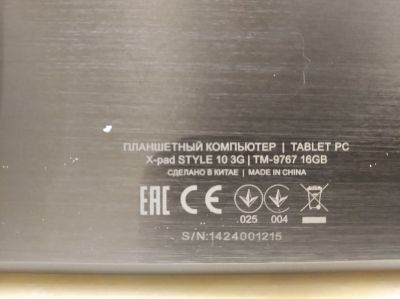 ПЛАНШЕТНЫЙ КОМПЬЮТЕР | TABLET PC
X-pad STYLE 10 3G | TM-9767 16GB
СДЕЛАНО В КИТАЕ | MADE IN CHINA
EAC CE
.025 004
S/N:1424001215